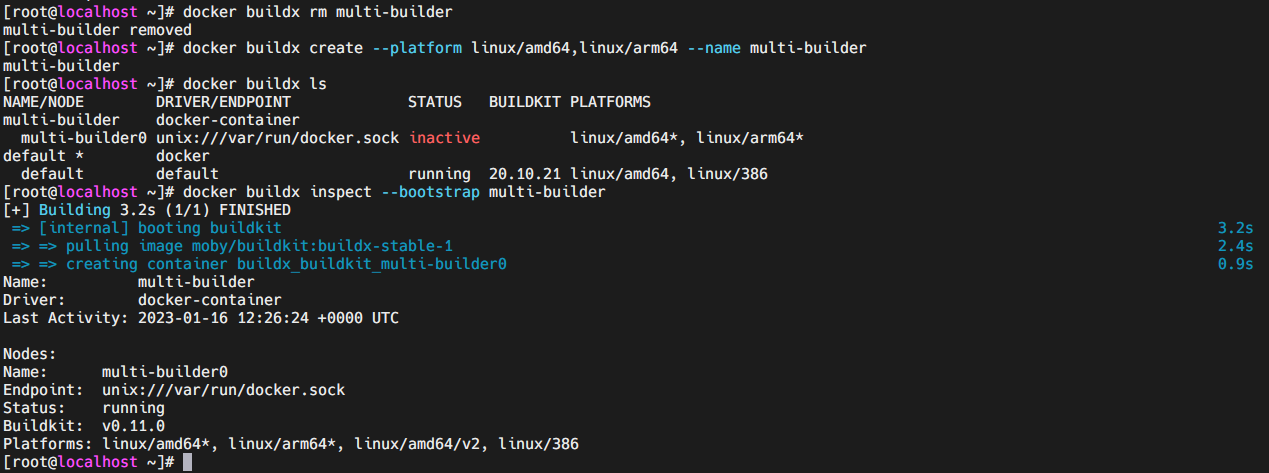 [root@localhost ~]# docker buildx rm multi-builder
multi-builder removed
[root@localhost ~]# docker buildx create --platform linux/amd64,linux/arm64 --name multi-builder
multi-builder
[root@localhost ~]# docker buildx ls
NAME/NODE        DRIVER/ENDPOINT             STATUS   BUILDKIT PLATFORMS
multi-builder    docker-container
  multi-builder0 unix:///var/run/docker.sock inactive          linux/amd64*, linux/arm64*
default *        docker
  default        default                     running  20.10.21 linux/amd64, linux/386
[root@localhost ~]# docker buildx inspect --bootstrap multi-builder
[+] Building 3.2s (1/1) FINISHED
 => [internal] booting buildkit 3.2s
 => => pulling image moby/buildkit:buildx-stable-1 2.4s
 => => creating container buildx_buildkit_multi-builder0 0.9s
Name:          multi-builder
Driver:        docker-container
Last Activity: 2023-01-16 12:26:24 +0000 UTC

Nodes:
Name:      multi-builder0
Endpoint:  unix:///var/run/docker.sock
Status:    running
Buildkit:  v0.11.0
Platforms: linux/amd64*, linux/arm64*, linux/amd64/v2, linux/386
[root@localhost ~]#